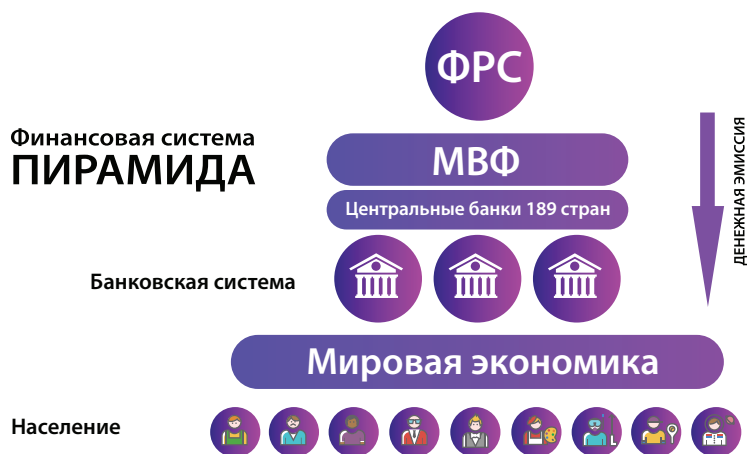 ФРС
Финансовая система
ПИРАМИДА
МВФ
Центральные банки 189 стран
ДЕНЕЖНАЯ ЭМИССИЯ
Банковская система
Мировая экономика
Население